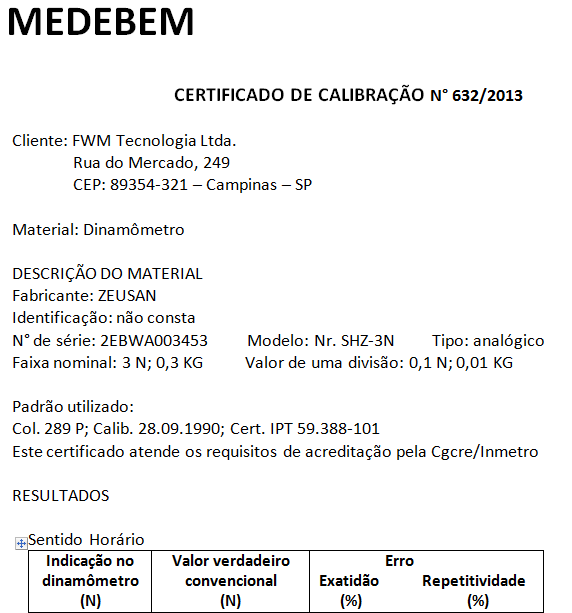 MEDEBEM
CERTIFICADO DE CALIBRAÇÃO N° 632/2013
Cliente: FWM Tecnologia Ltda.
Rua do Mercado, 249
CEP: 89354-321 – Campinas – SP
Material: Dinamômetro
DESCRIÇÃO DO MATERIAL
Fabricante: ZEUSAN
Identificação: não consta
N° de série: 2EBWA003453 Modelo: Nr. SHZ-3N Tipo: analógico
Faixa nominal: 3 N; 0,3 KG Valor de uma divisão: 0,1 N; 0,01 KG
Padrão utilizado:
Col. 289 P; Calib. 28.09.1990; Cert. IPT 59.388-101
Este certificado atende os requisitos de acreditação pela Cgcre/Inmetro
RESULTADOS
Sentido Horário
Indicação no Valor verdadeiro Erro
dinamômetro convencional Exatidão Repetitividade
(N) (N) (%) (%)